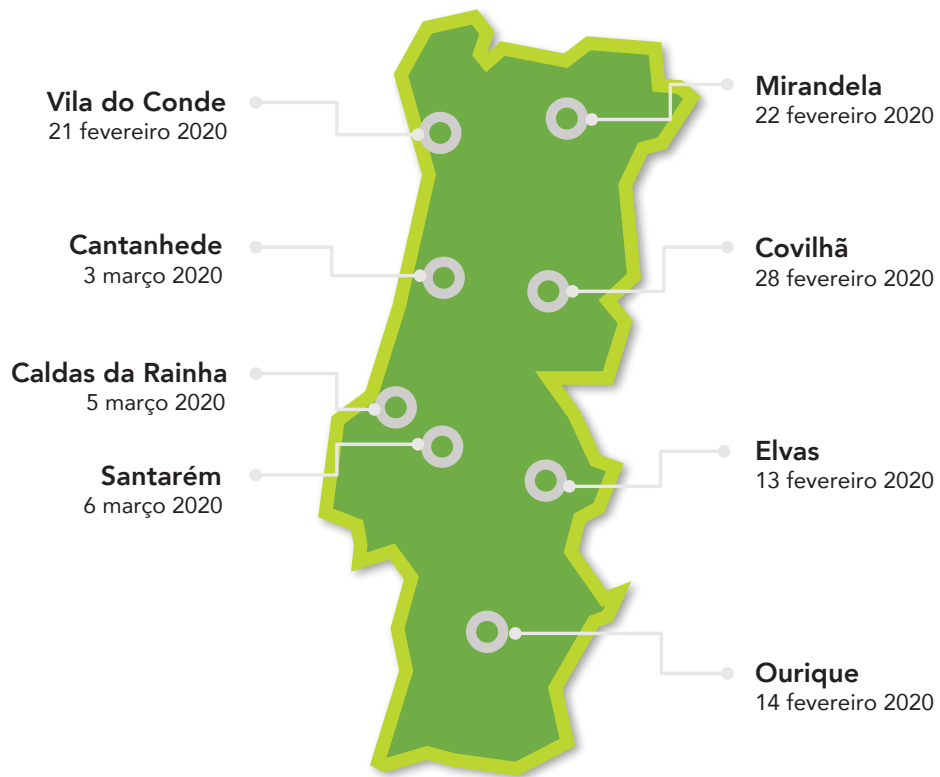 Vila do Conde
21 fevereiro 2020
Cantanhede
3 março 2020
Caldas da Rainha
5 março 2020
Santarém
6 março 2020
Mirandela
22 fevereiro 2020
Covilhã
28 fevereiro 2020
Elvas
13 fevereiro 2020
Ourique
14 fevereiro 2020